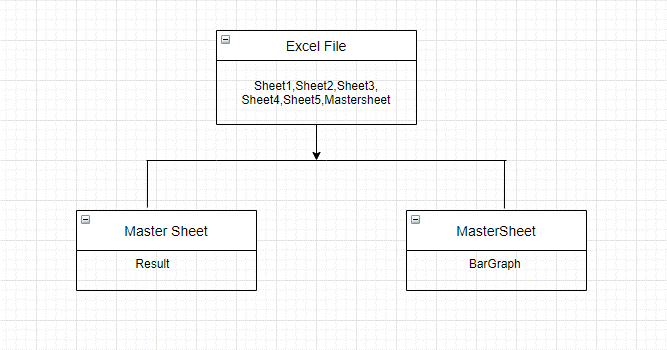 Excel File
Sheet1,Sheet2,Sheet3,
Sheet4,Sheet5,Mastersheet
Master Sheet
Result
MasterSheet
BarGraph